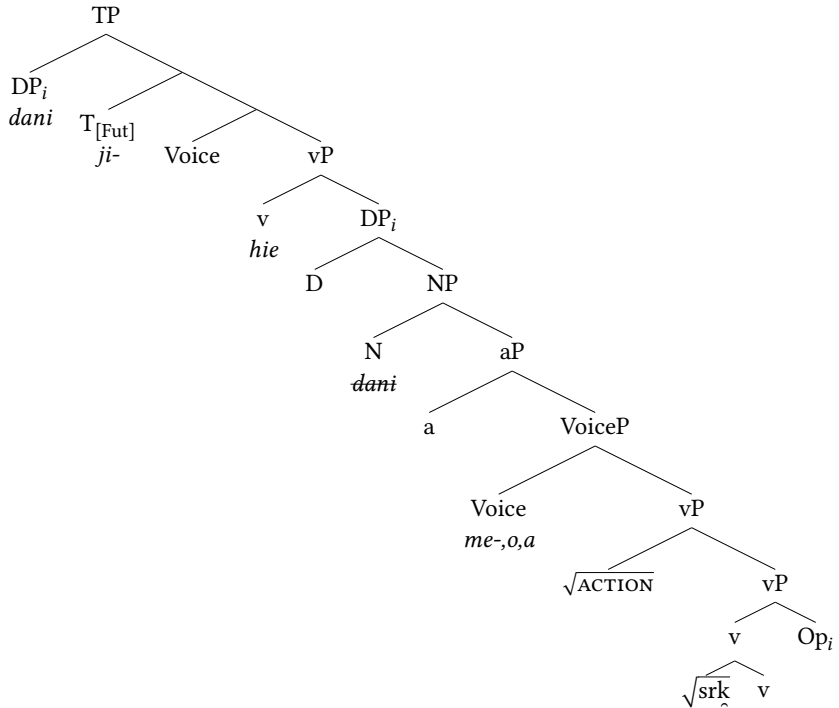 TP
DPᵢ
dani
T[Fut]
ji-
Voice
vP
v
hie
DPᵢ
D
NP
N
dani
aP
a
VoiceP
Voice
me-,o,a
vP
√ACTION
vP
v
Opᵢ
√srk̯
v